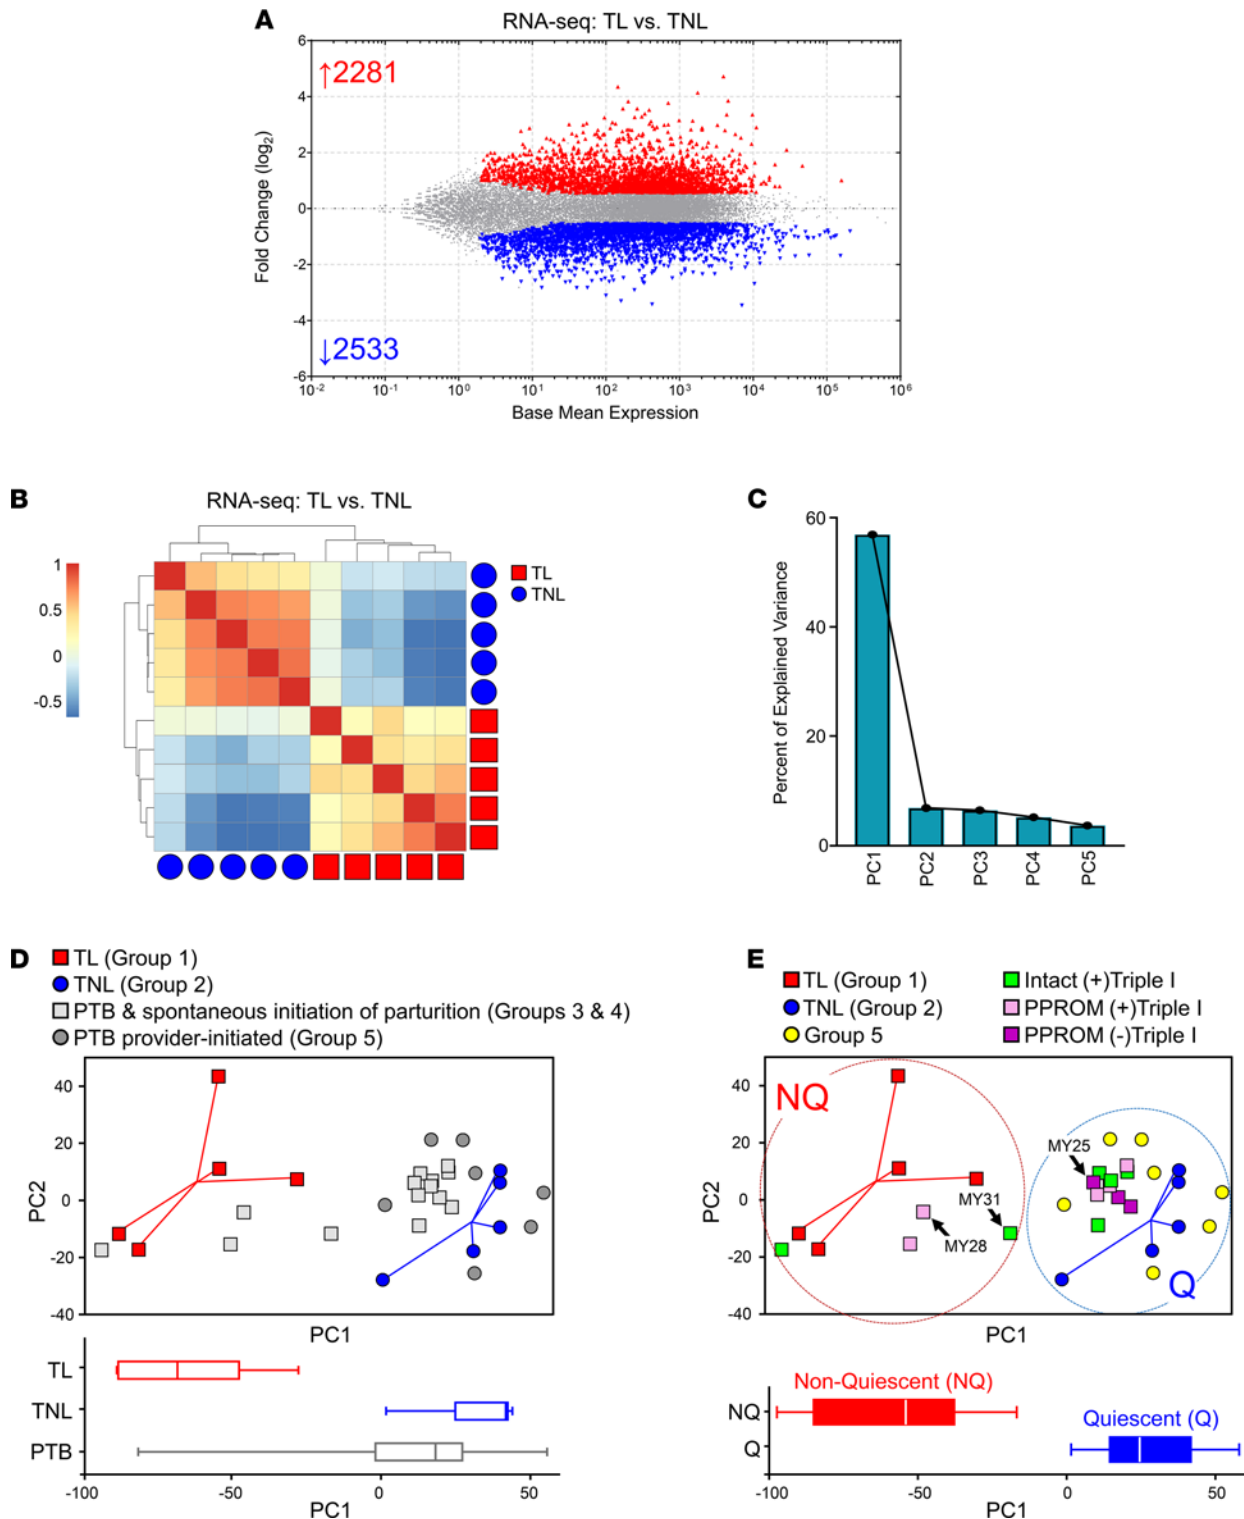 A
RNA-seq: TL vs. TNL
↑2281
↓2533
Fold Change (log2)
6
4
2
0
-2
-4
-6
10-2
10-1
100
101
102
103
104
105
106
Base Mean Expression
B
RNA-seq: TL vs. TNL
1
0.5
0
-0.5
TL
TNL
C
Percent of Explained Variance
60
40
20
0
PC1
PC2
PC3
PC4
PC5
D
TL (Group 1)
TNL (Group 2)
PTB & spontaneous initiation of parturition (Groups 3 & 4)
PTB provider-initiated (Group 5)
PC2
40
20
0
-20
-40
PC1
TL
TNL
PTB
-100
-50
0
50
PC1
E
TL (Group 1)
TNL (Group 2)
Group 5
Intact (+)Triple I
PPROM (+)Triple I
PPROM (-)Triple I
PC2
40
20
0
-20
-40
NQ
MY25
MY31
MY28
Q
PC1
Non-Quiescent (NQ)
NQ
Quiescent (Q)
Q
-100
-50
0
50
PC1